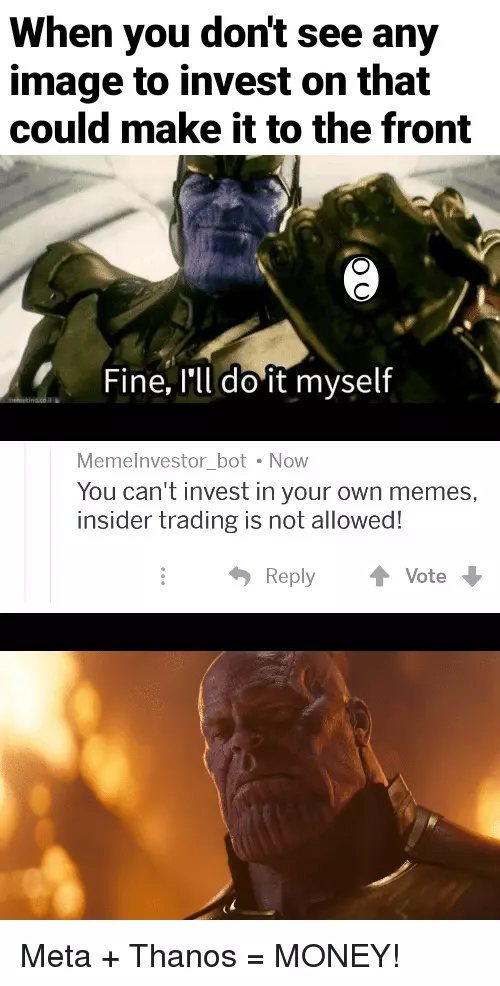 When you don't see any
image to invest on that
could make it to the front
OC
Fine, I'll do it myself
MemeInvestor_bot • Now
You can't invest in your own memes,
insider trading is not allowed!
Reply
Vote
Meta + Thanos = MONEY!